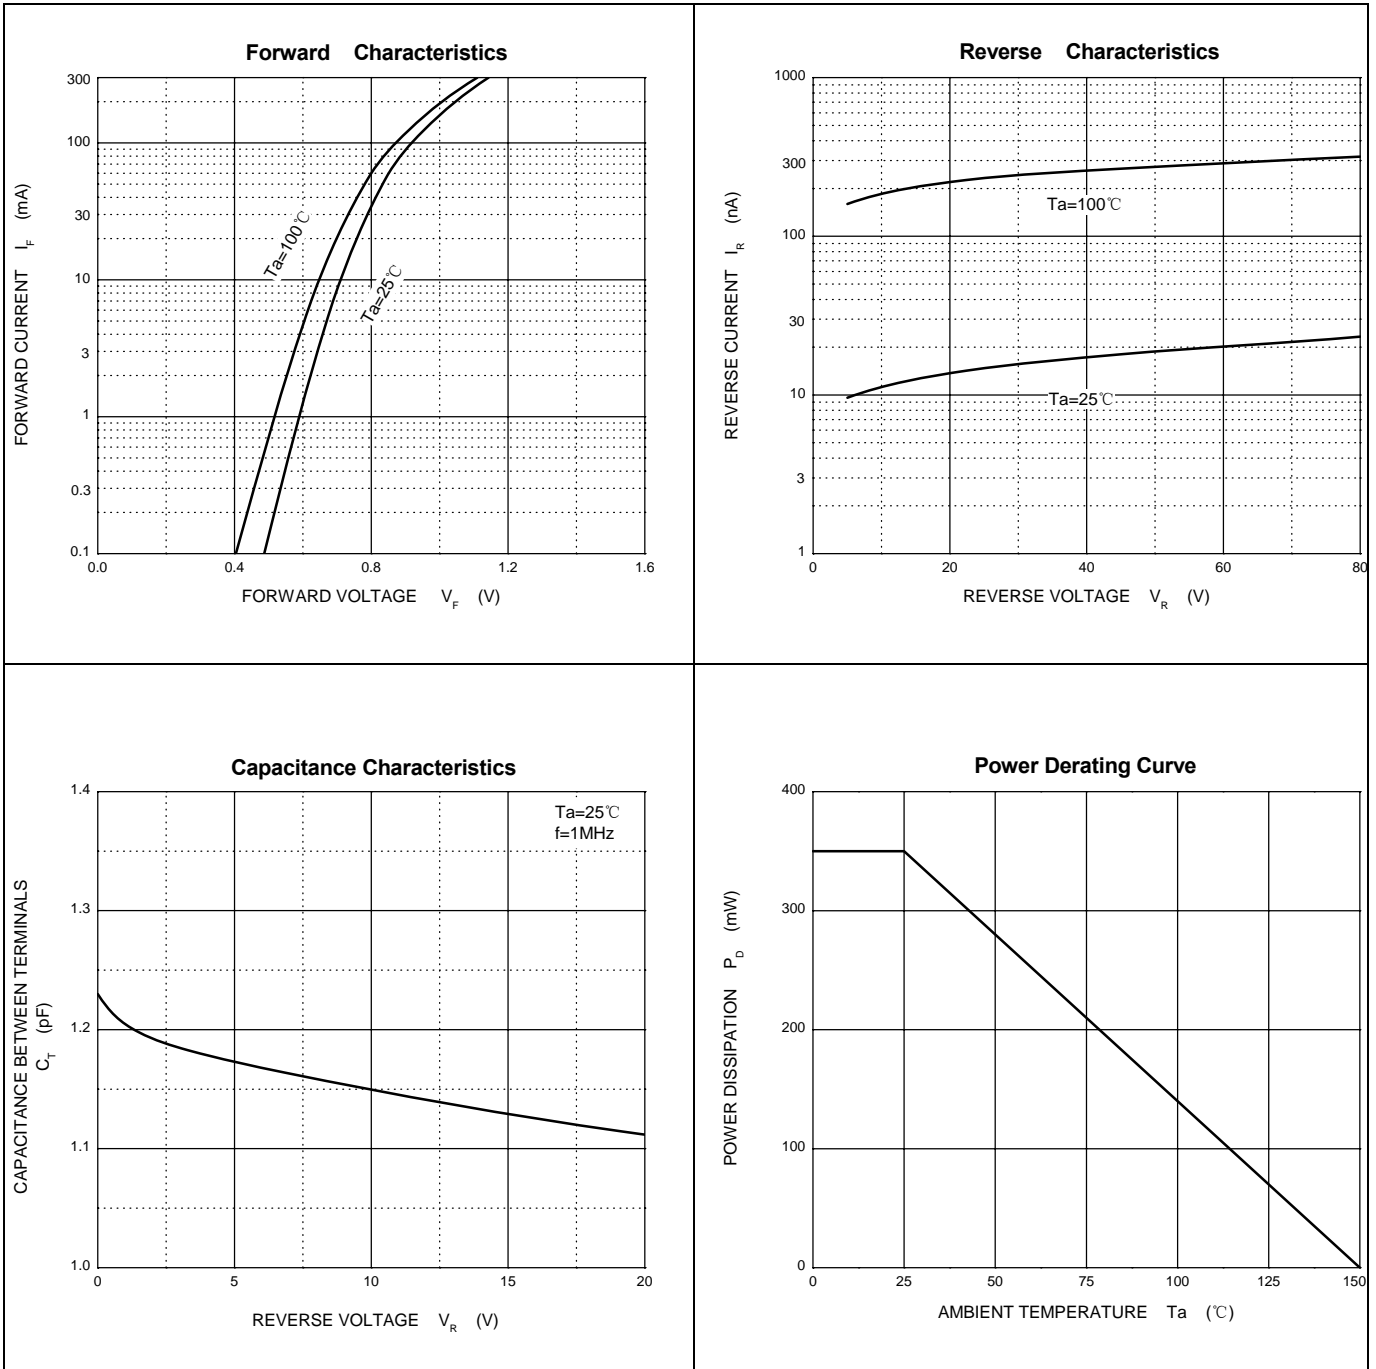 Forward Characteristics
300
100
30
10
3
1
0.3
0.1
0.0 0.4 0.8 1.2 1.6
Ta=100℃
Ta=25℃
FORWARD CURRENT I_F (mA)
FORWARD VOLTAGE V_F (V)
Reverse Characteristics
1000
300
100
30
10
3
1
0 20 40 60 80
Ta=100℃
Ta=25℃
REVERSE CURRENT I_R (nA)
REVERSE VOLTAGE V_R (V)
Capacitance Characteristics
Ta=25℃
f=1MHz
1.4
1.3
1.2
1.1
1.0
0 5 10 15 20
CAPACITANCE BETWEEN TERMINALS
C_T (pF)
REVERSE VOLTAGE V_R (V)
Power Derating Curve
400
300
200
100
0
0 25 50 75 100 125 150
POWER DISSIPATION P_D (mW)
AMBIENT TEMPERATURE Ta (℃)